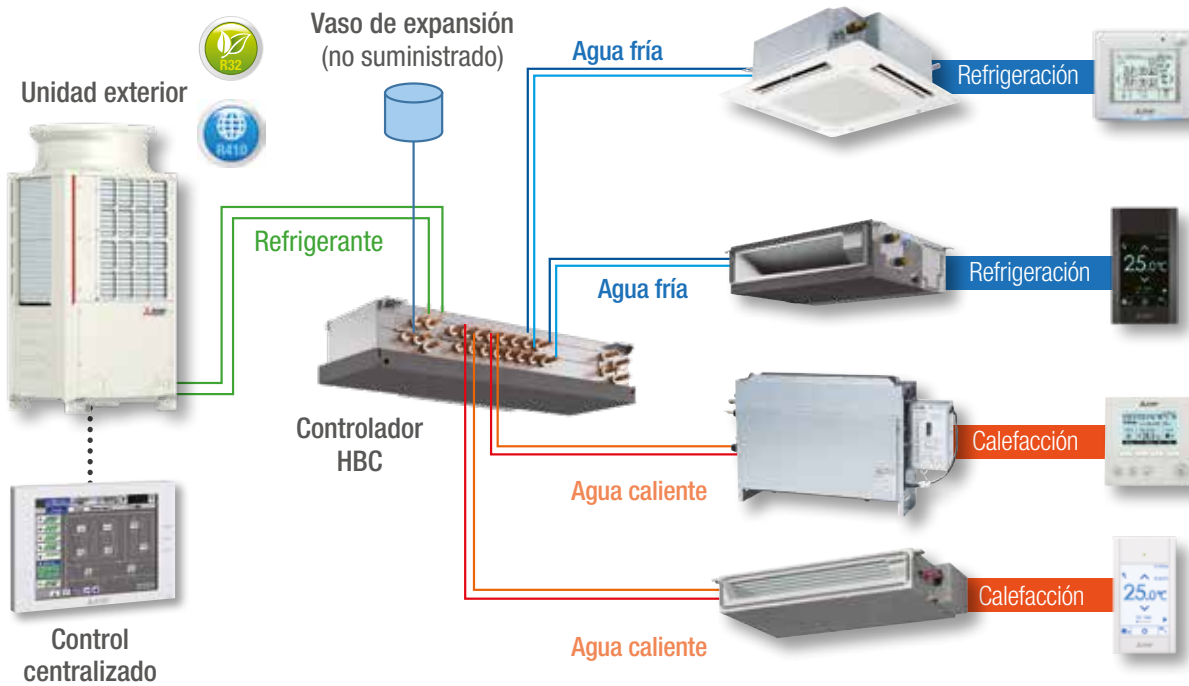 Vaso de expansión
(no suministrado)
R32
Unidad exterior
R410
Agua fría
Refrigeración
Refrigerante
Agua fría
Refrigeración
25.0℃
Controlador
HBC
Agua caliente
Calefacción
Control
centralizado
Agua caliente
Calefacción
25.0℃